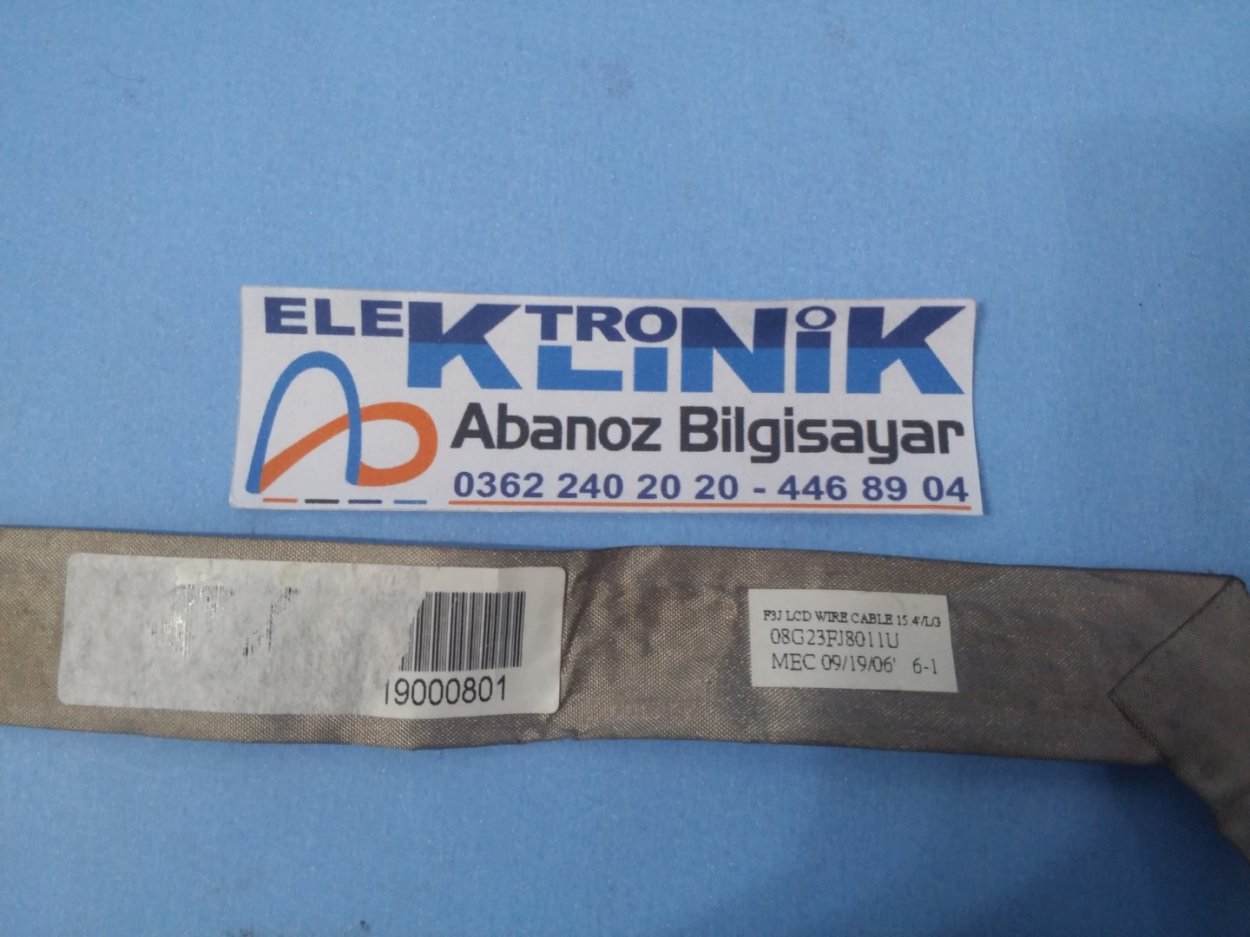 ELEKTRONİK
KLİNİK
Abanoz Bilgisayar
0362 240 20 20 - 446 89 04
19000801
F3J LCD WIRE CABLE 15.4'/LG
08G23FJ8011U
MEC 09/19/06' 6-1